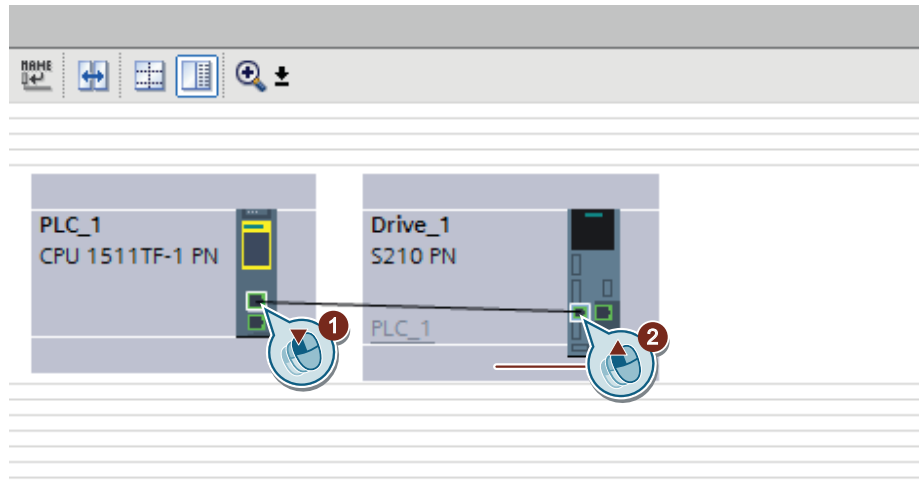 NAME
PLC_1
CPU 1511TF-1 PN
Drive_1
S210 PN
PLC_1
1
2